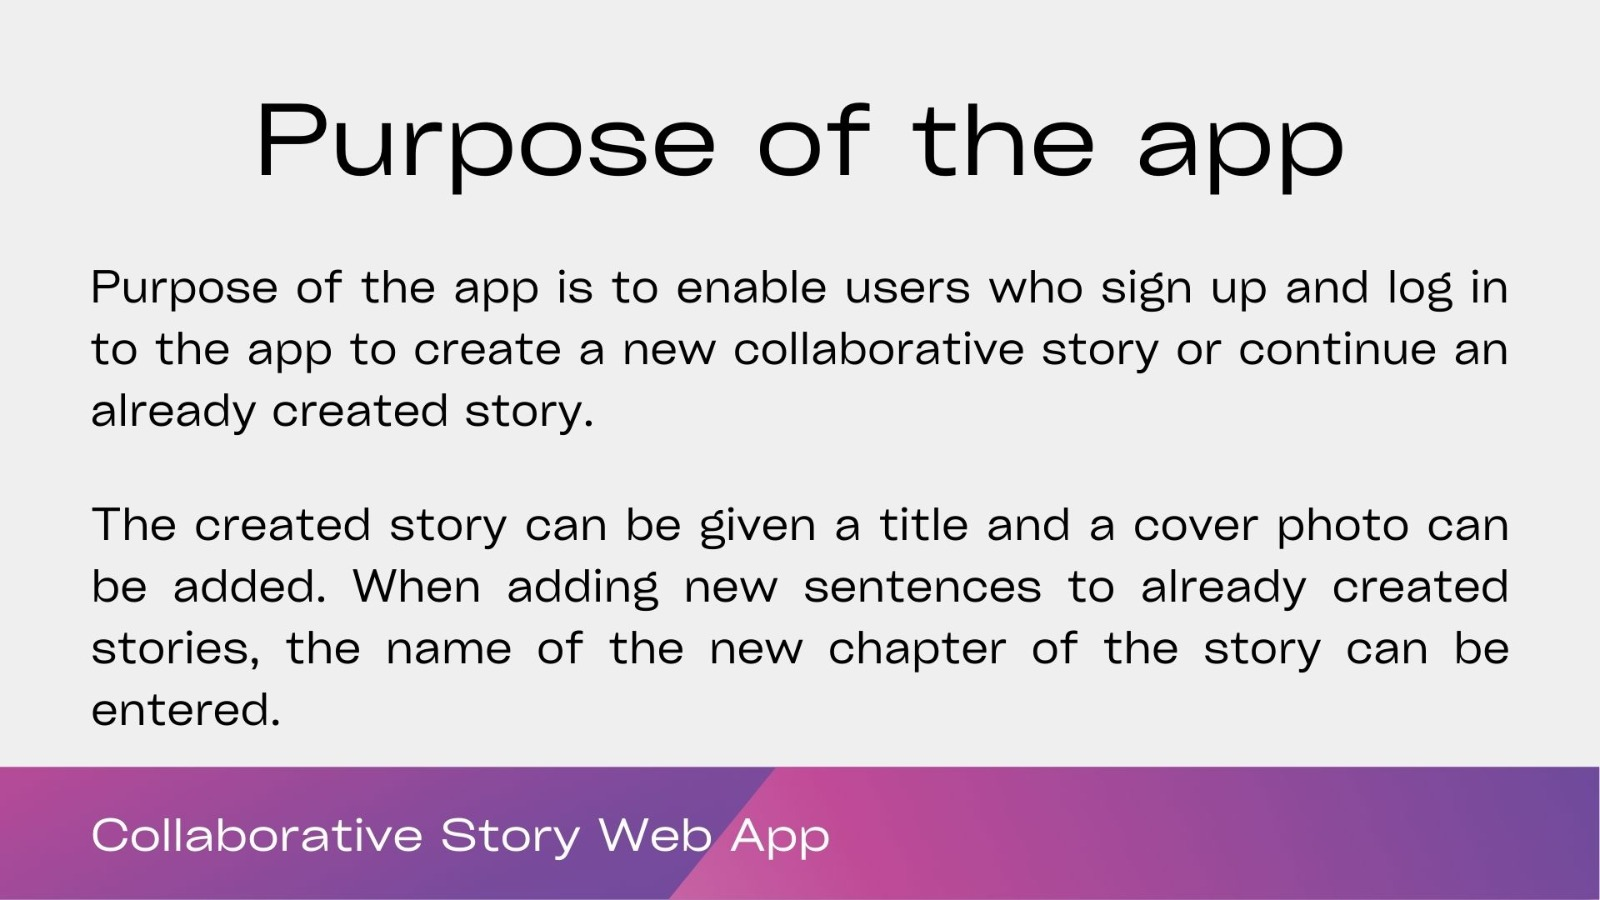 Purpose of the app
Purpose of the app is to enable users who sign up and log in
to the app to create a new collaborative story or continue an
already created story.
The created story can be given a title and a cover photo can
be added. When adding new sentences to already created
stories, the name of the new chapter of the story can be
entered.
Collaborative Story Web App